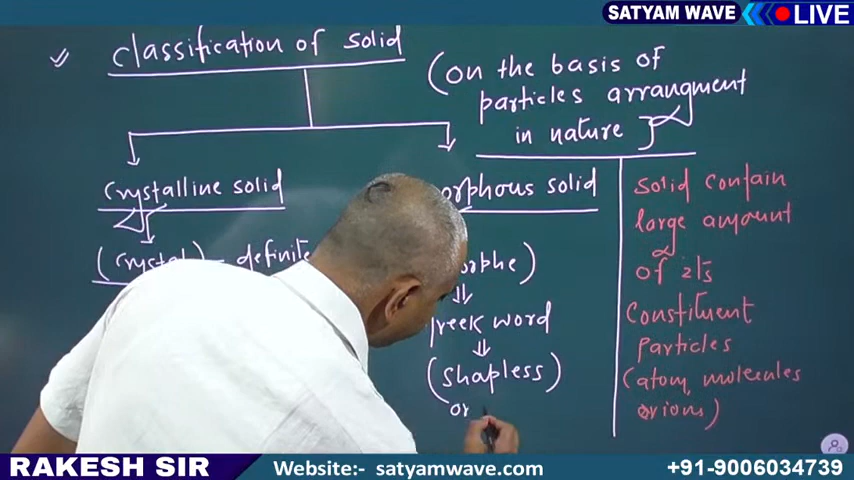 SATYAM WAVE LIVE
classification of solid
(on the basis of
particles arrangment
in nature
Crystalline solid
orphous solid
(Crystal) - definite
orphe)
reek word
(shapless)
or
Solid contain
large amount
of its
Constituent
particles
(atom, molecules
or ions)
RAKESH SIR
Website:- satyamwave.com
+91-9006034739